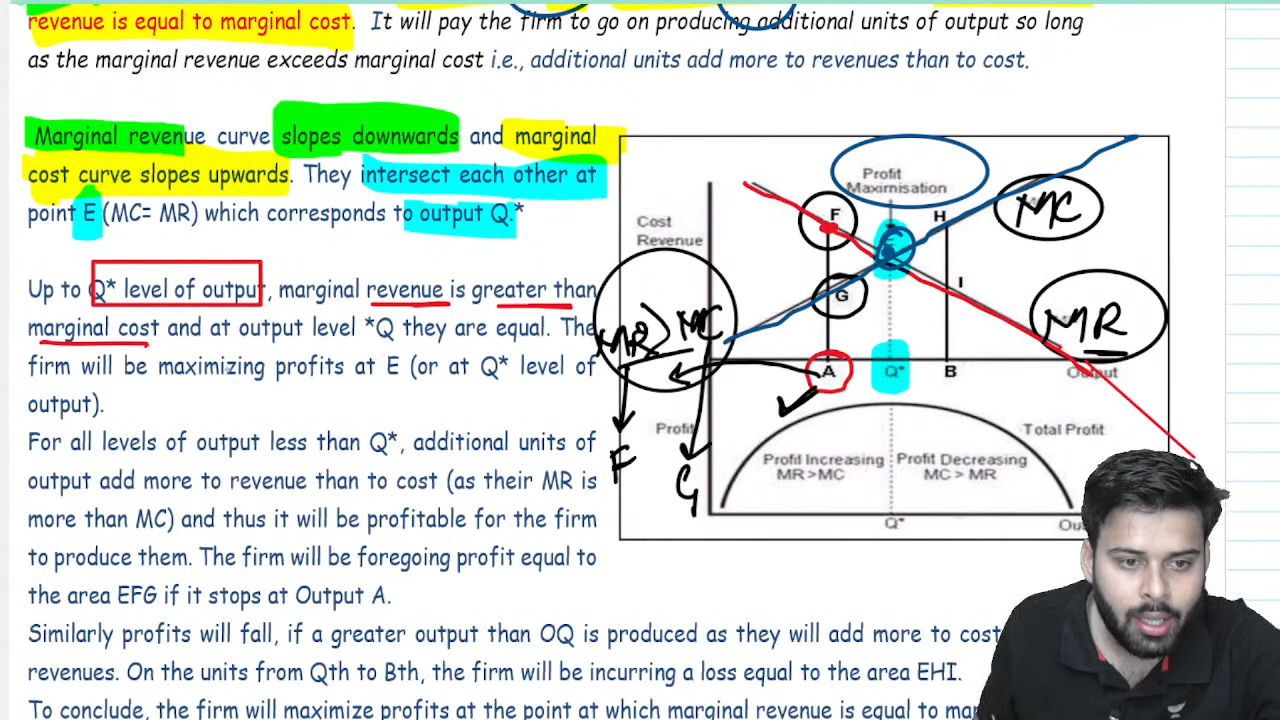 revenue is equal to marginal cost. It will pay the firm to go on producing additional units of output so long
as the marginal revenue exceeds marginal cost i.e., additional units add more to revenues than to cost.
Marginal revenue curve slopes downwards and marginal
cost curve slopes upwards. They intersect each other at
point E (MC= MR) which corresponds to output Q.*
Up to Q* level of output, marginal revenue is greater than
marginal cost and at output level *Q they are equal. The
firm will be maximizing profits at E (or at Q* level of
output).
For all levels of output less than Q*, additional units of
output add more to revenue than to cost (as their MR is
more than MC) and thus it will be profitable for the firm
to produce them. The firm will be foregoing profit equal to
the area EFG if it stops at Output A.
Similarly profits will fall, if a greater output than OQ is produced as they will add more to cost
revenues. On the units from Qth to Bth, the firm will be incurring a loss equal to the area EHI.
To conclude, the firm will maximize profits at the point at which marginal revenue is equal to
Profit
Maximisation
Cost
Revenue
F
H
MC
G
I
MR
MR > MC
A
Q*
B
Output
F
G
Profit
Total Profit
Profit Increasing
MR >MC
Profit Decreasing
MC > MR
Q*